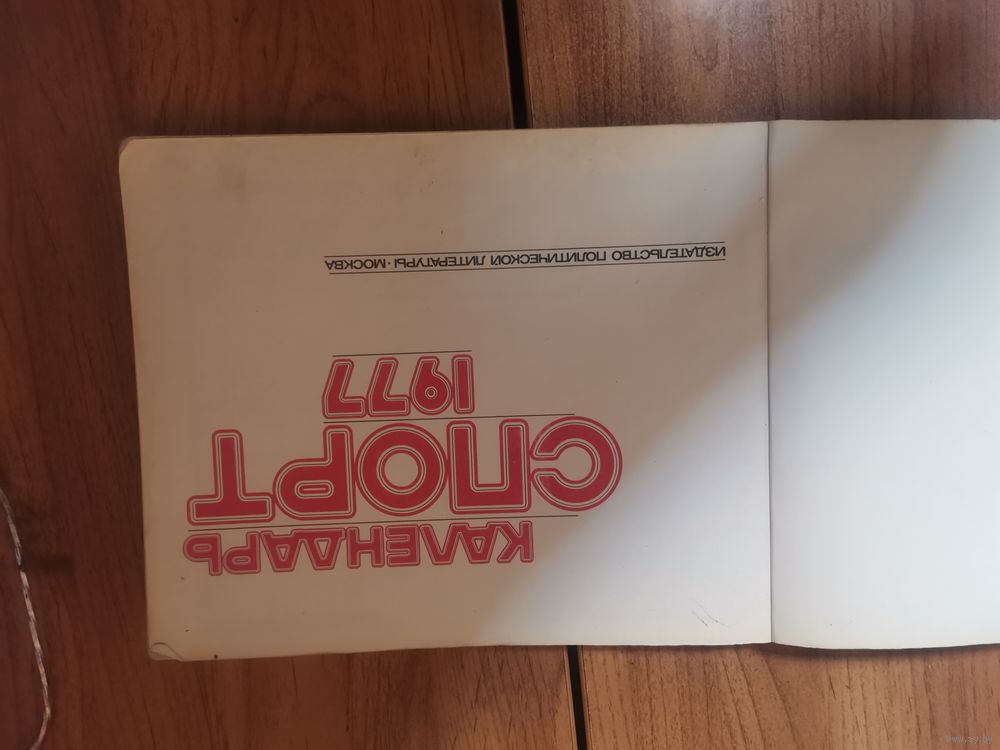 КАЛЕНДАРЬ
СПОРТ
1977
ИЗДАТЕЛЬСТВО ПОЛИТИЧЕСКОЙ ЛИТЕРАТУРЫ · МОСКВА